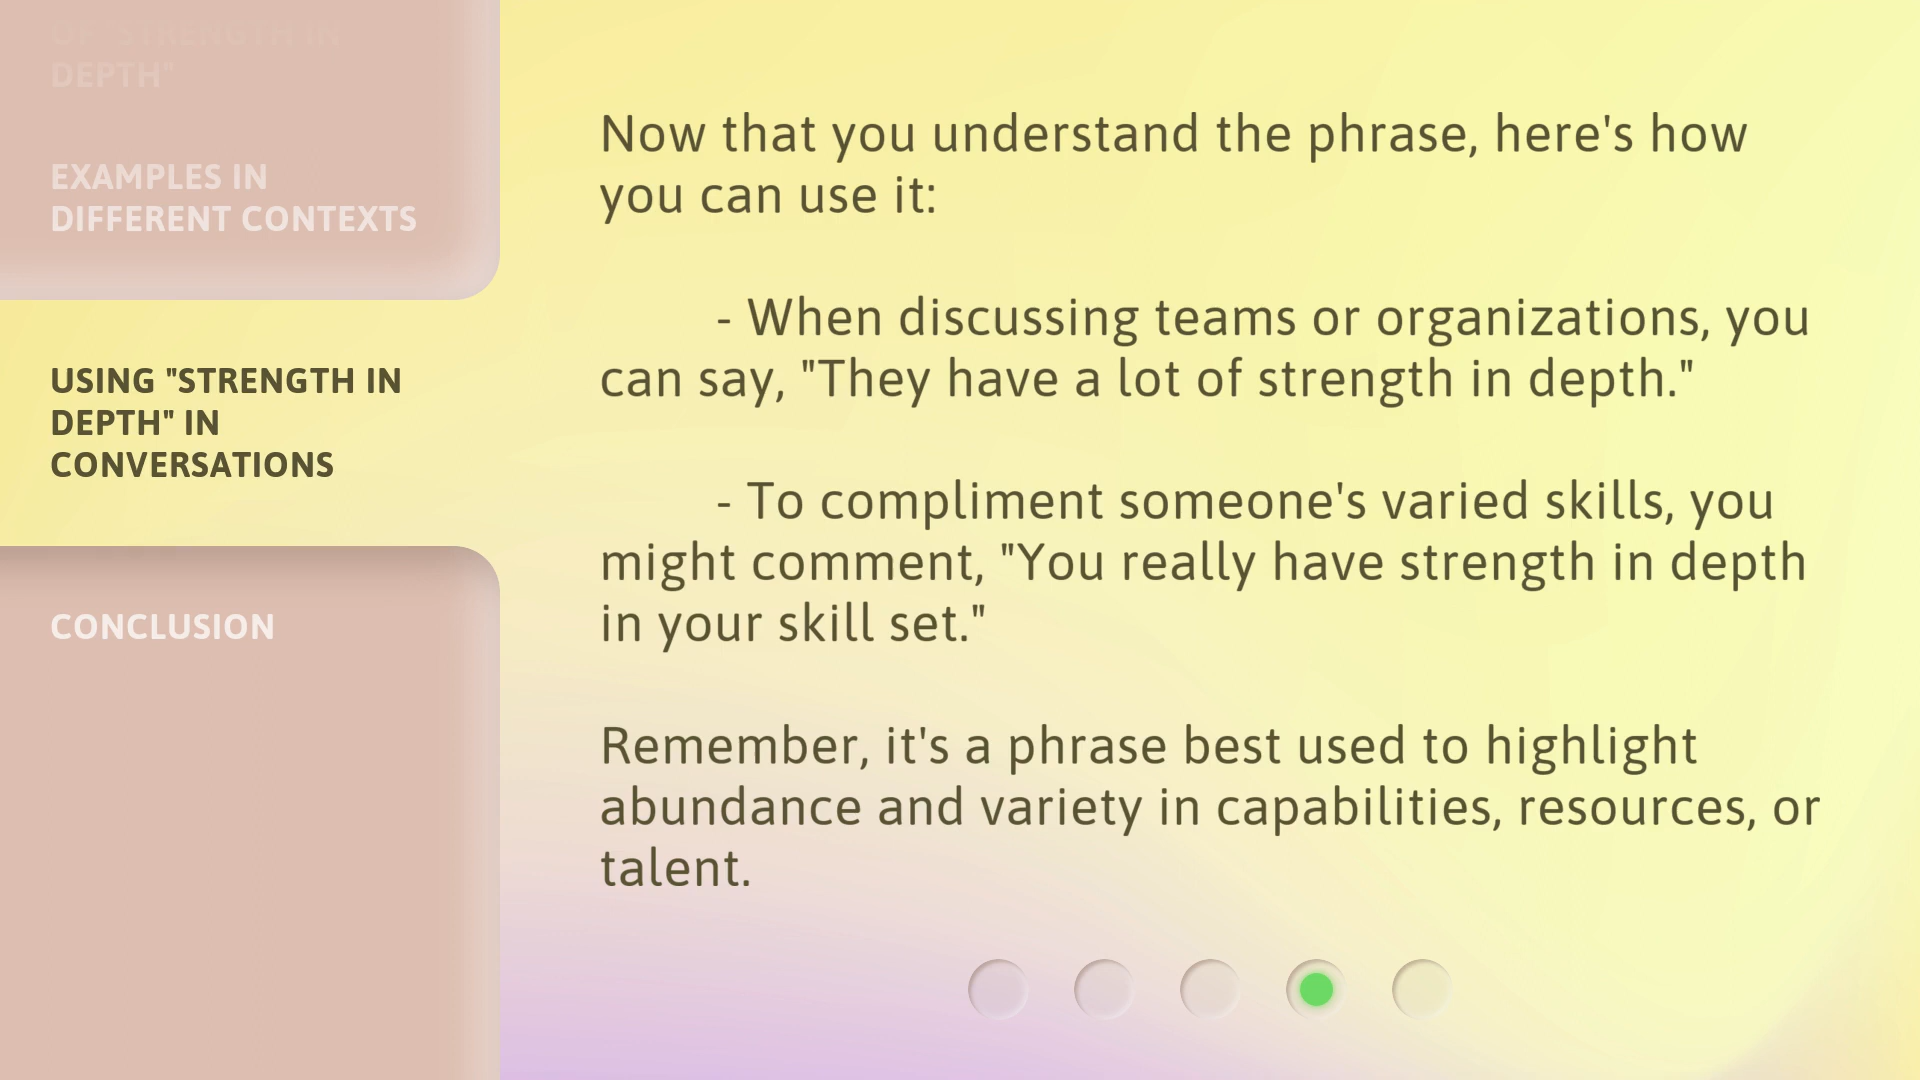 OF "STRENGTH IN
DEPTH"
EXAMPLES IN
DIFFERENT CONTEXTS
USING "STRENGTH IN
DEPTH" IN
CONVERSATIONS
CONCLUSION
Now that you understand the phrase, here's how
you can use it:
- When discussing teams or organizations, you
can say, "They have a lot of strength in depth."
- To compliment someone's varied skills, you
might comment, "You really have strength in depth
in your skill set."
Remember, it's a phrase best used to highlight
abundance and variety in capabilities, resources, or
talent.